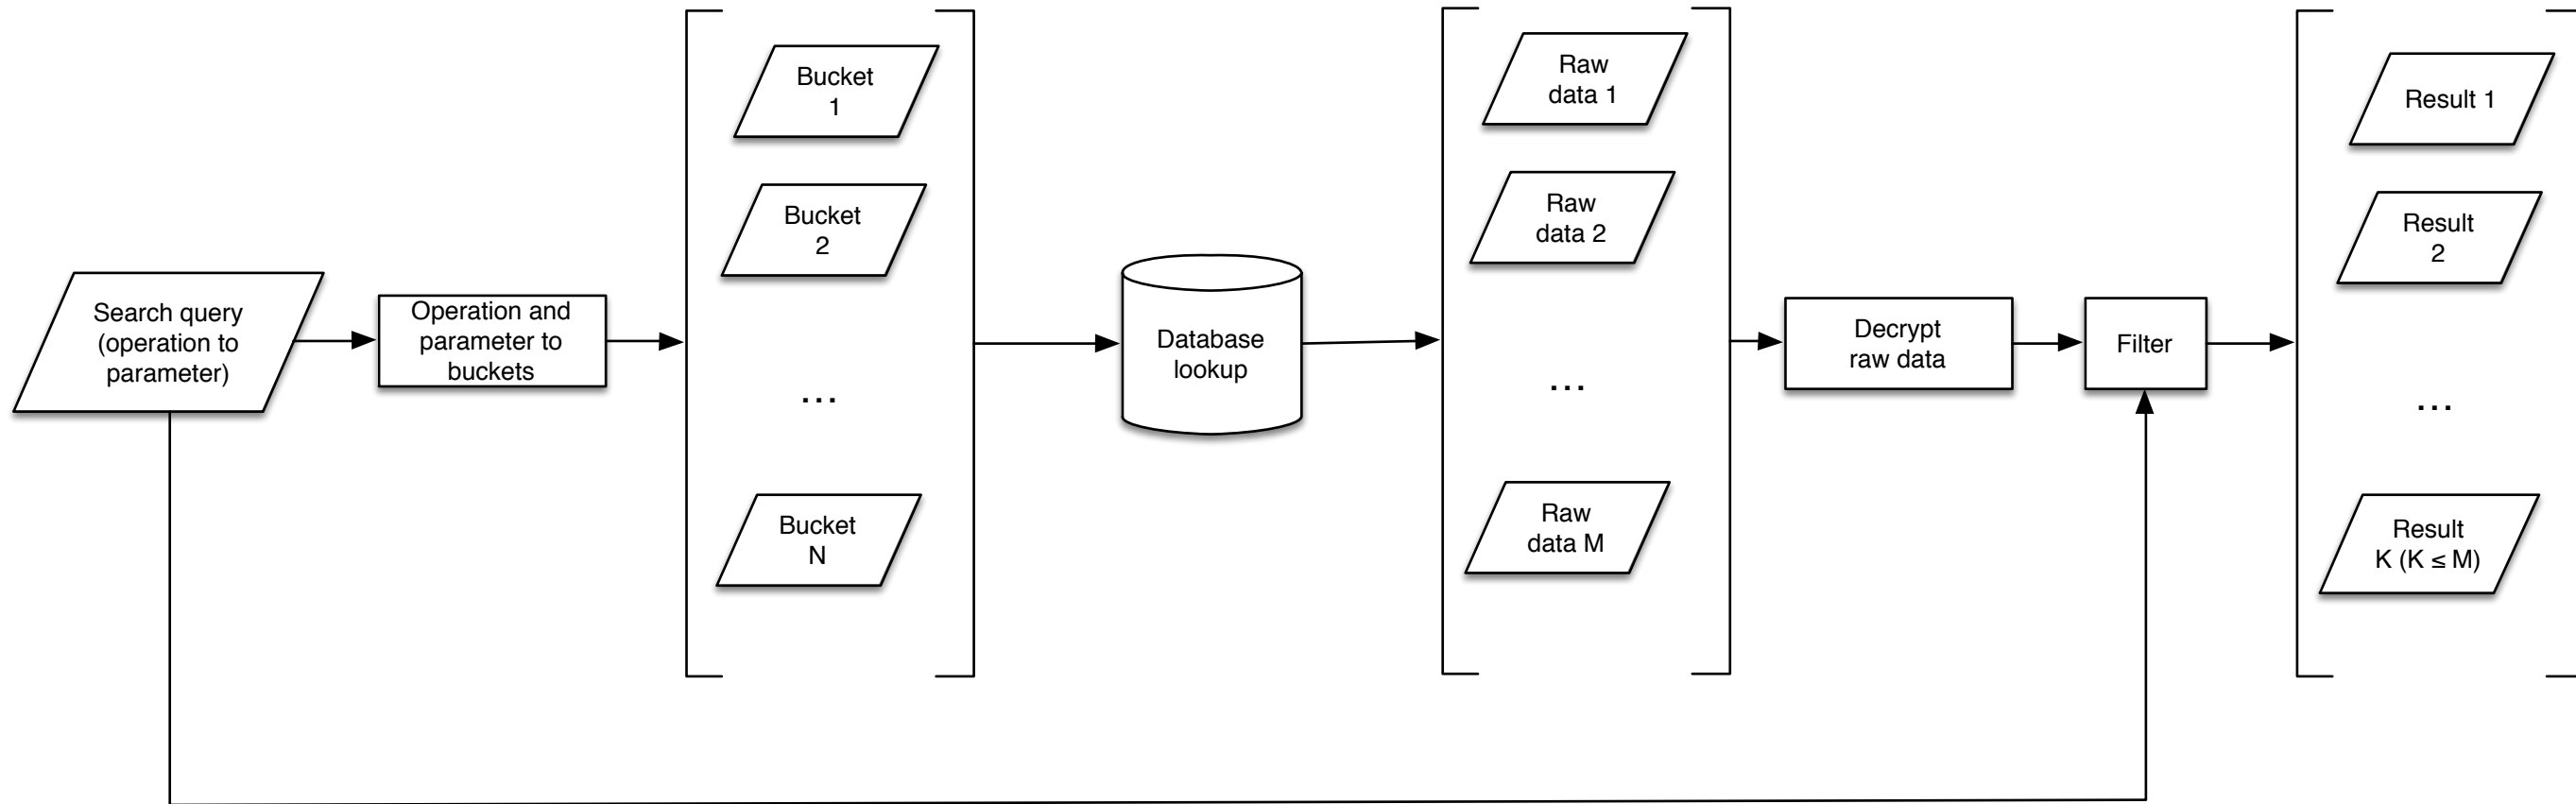 Search query
(operation to
parameter)
Operation and
parameter to
buckets
Bucket
1
Bucket
2
...
Bucket
N
Database
lookup
Raw
data 1
Raw
data 2
...
Raw
data M
Decrypt
raw data
Filter
Result 1
Result
2
...
Result
K (K ≤ M)